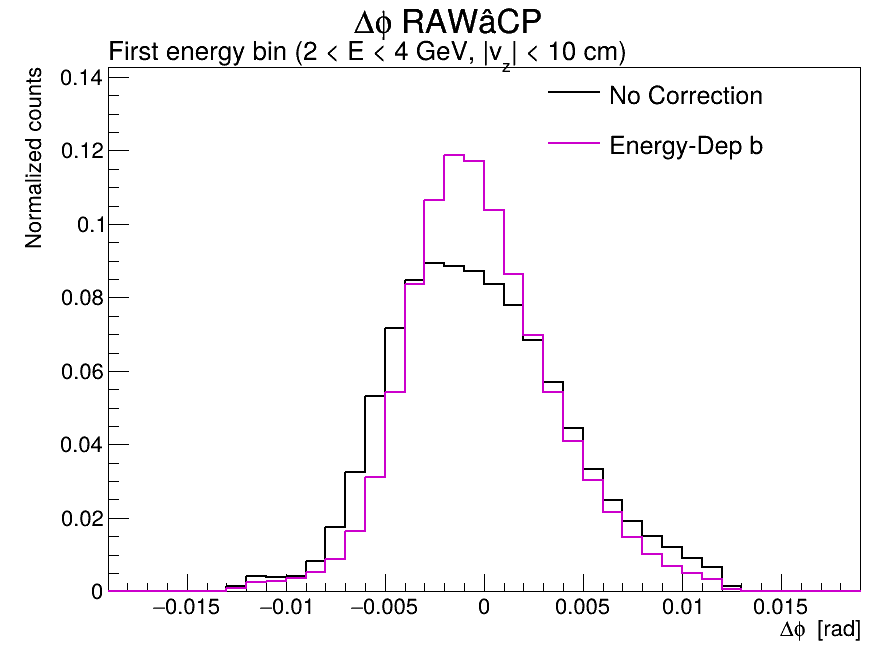 Δϕ RAWâCP
First energy bin (2 < E < 4 GeV, |v_z| < 10 cm)
Normalized counts
No Correction
Energy-Dep b
0.14
0.12
0.1
0.08
0.06
0.04
0.02
0
−0.015 −0.01 −0.005 0 0.005 0.01 0.015
Δϕ [rad]